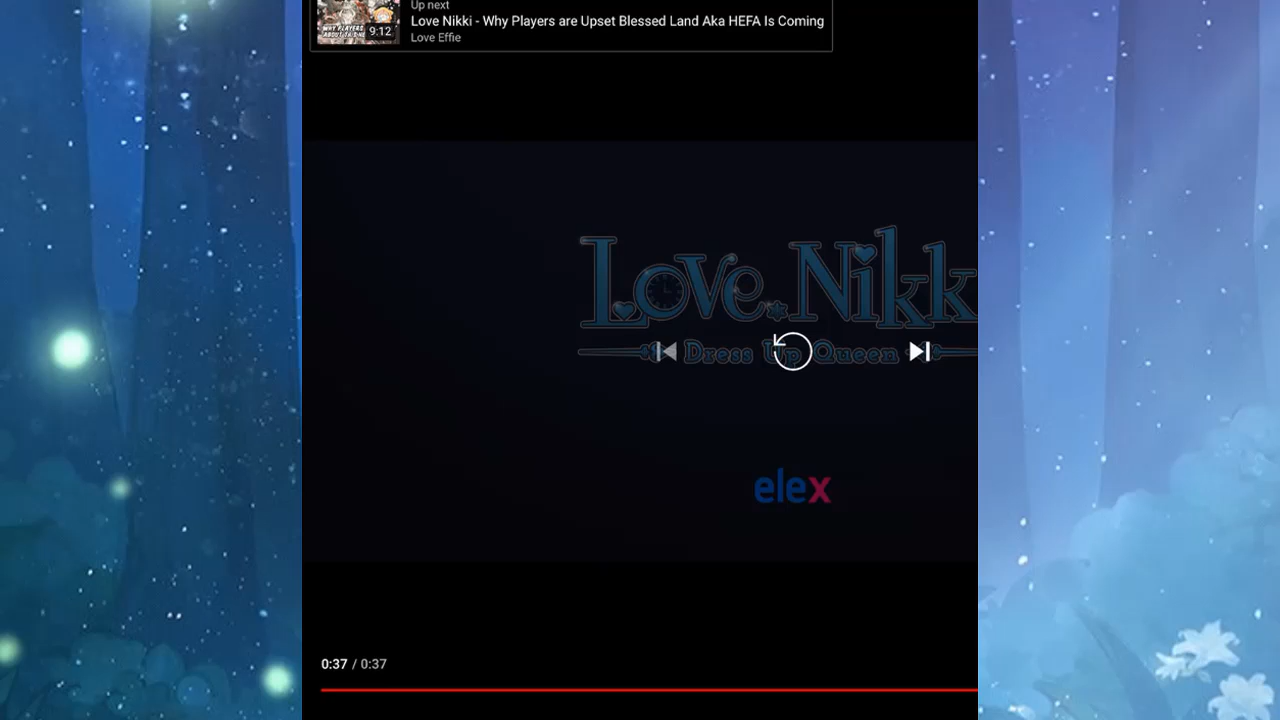 Up next
Love Nikki - Why Players are Upset Blessed Land Aka HEFA Is Coming
9:12
Love Effie
Love Nikk
Dress Up Queen
elex
0:37 / 0:37